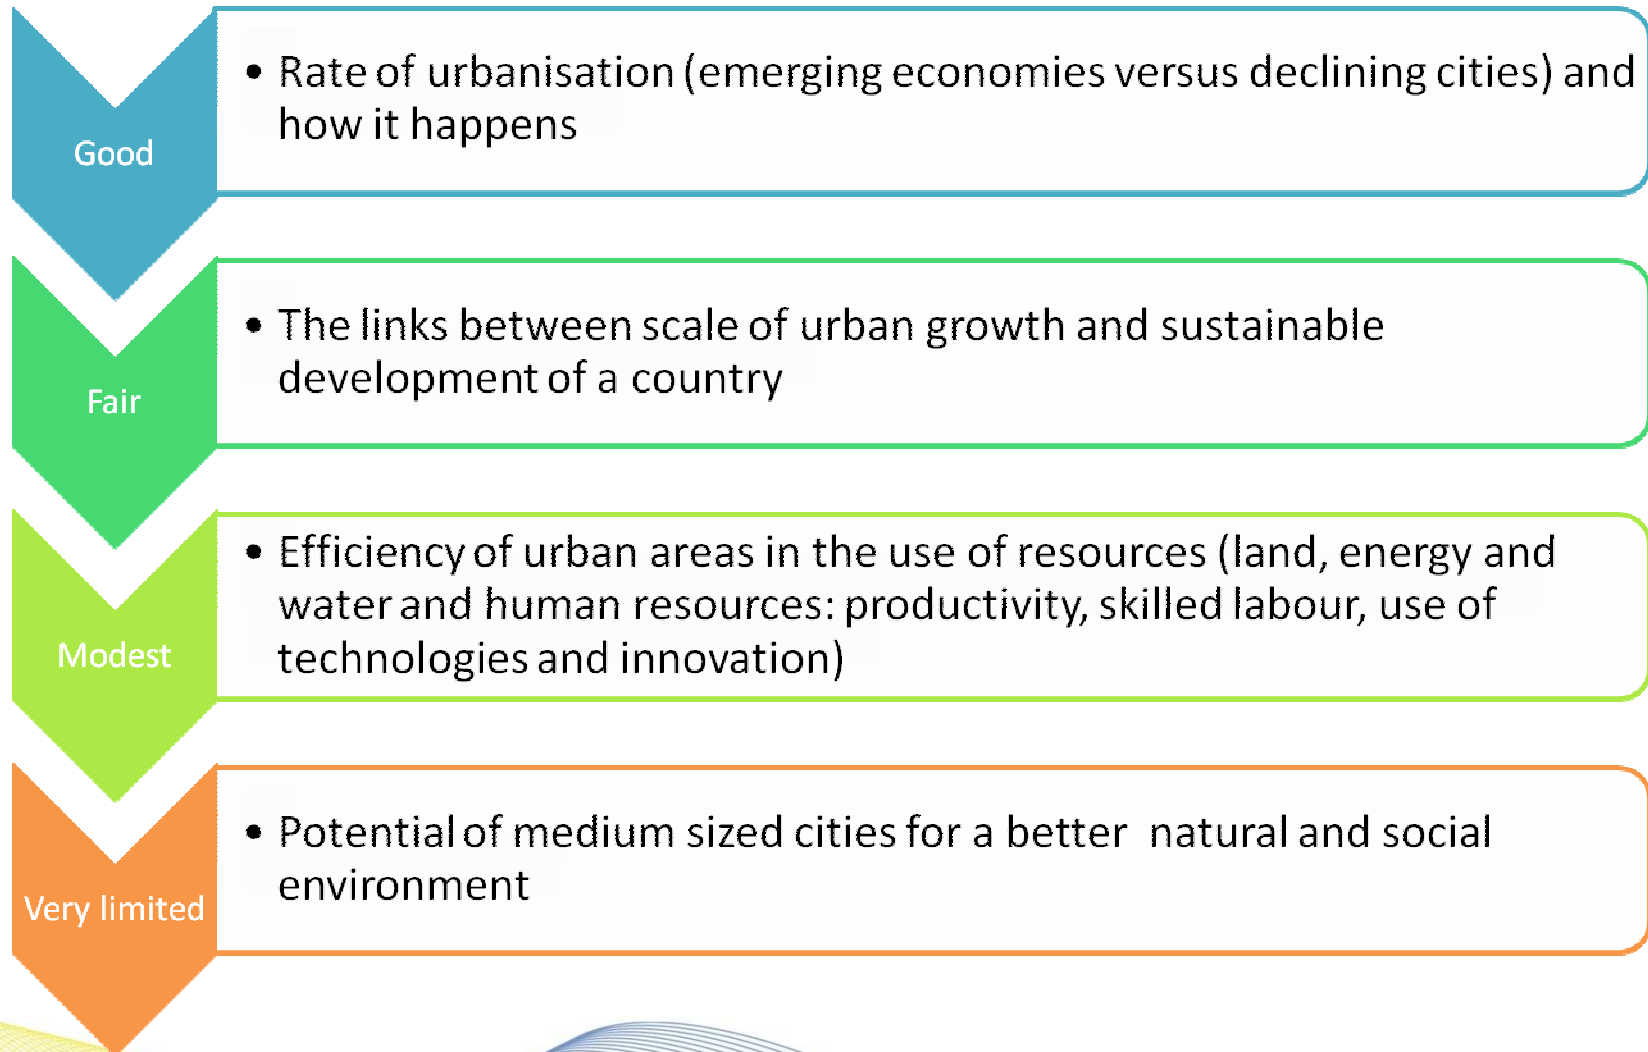 Good
• Rate of urbanisation (emerging economies versus declining cities) and
how it happens
Fair
• The links between scale of urban growth and sustainable
development of a country
Modest
• Efficiency of urban areas in the use of resources (land, energy and
water and human resources: productivity, skilled labour, use of
technologies and innovation)
Very limited
• Potential of medium sized cities for a better  natural and social
environment